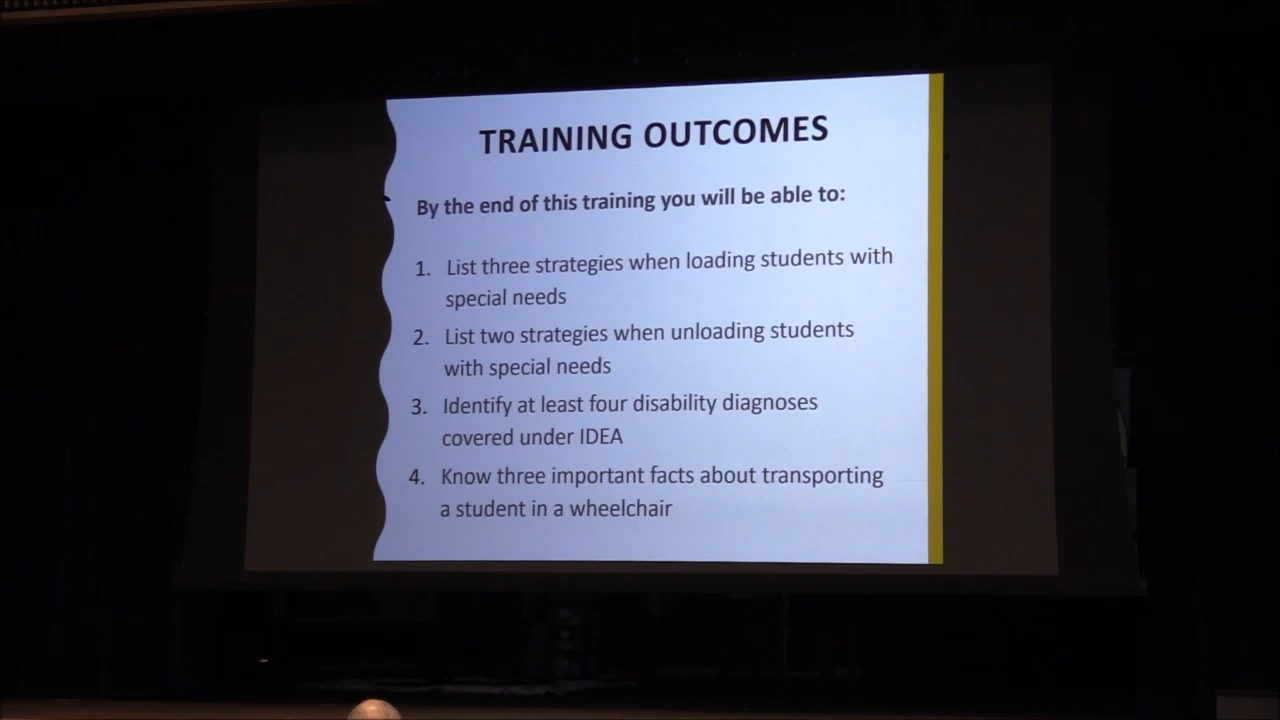 TRAINING OUTCOMES
By the end of this training you will be able to:
1. List three strategies when loading students with
special needs
2. List two strategies when unloading students
with special needs
3. Identify at least four disability diagnoses
covered under IDEA
4. Know three important facts about transporting
a student in a wheelchair